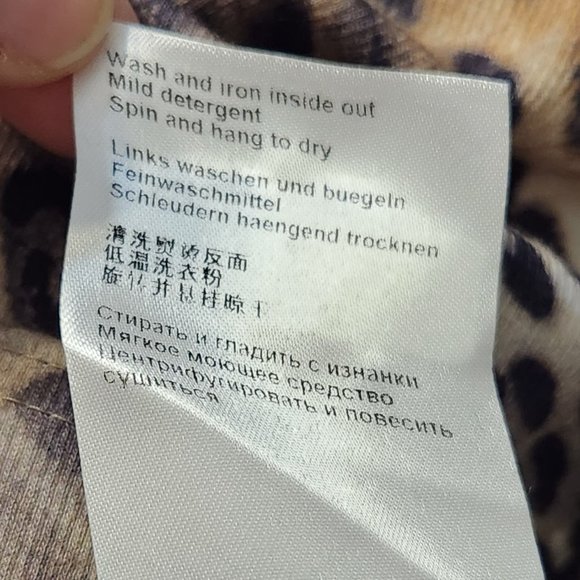 Wash and iron inside out
Mild detergent
Spin and hang to dry
Links waschen und buegeln
Feinwaschmittel
Schleudern haengend trocknen
清洗熨烫反面
低温洗衣粉
旋转并悬挂晾干
Стирать и гладить с изнанки
Мягкое моющее средство
Центрифугировать и повесить
сушиться